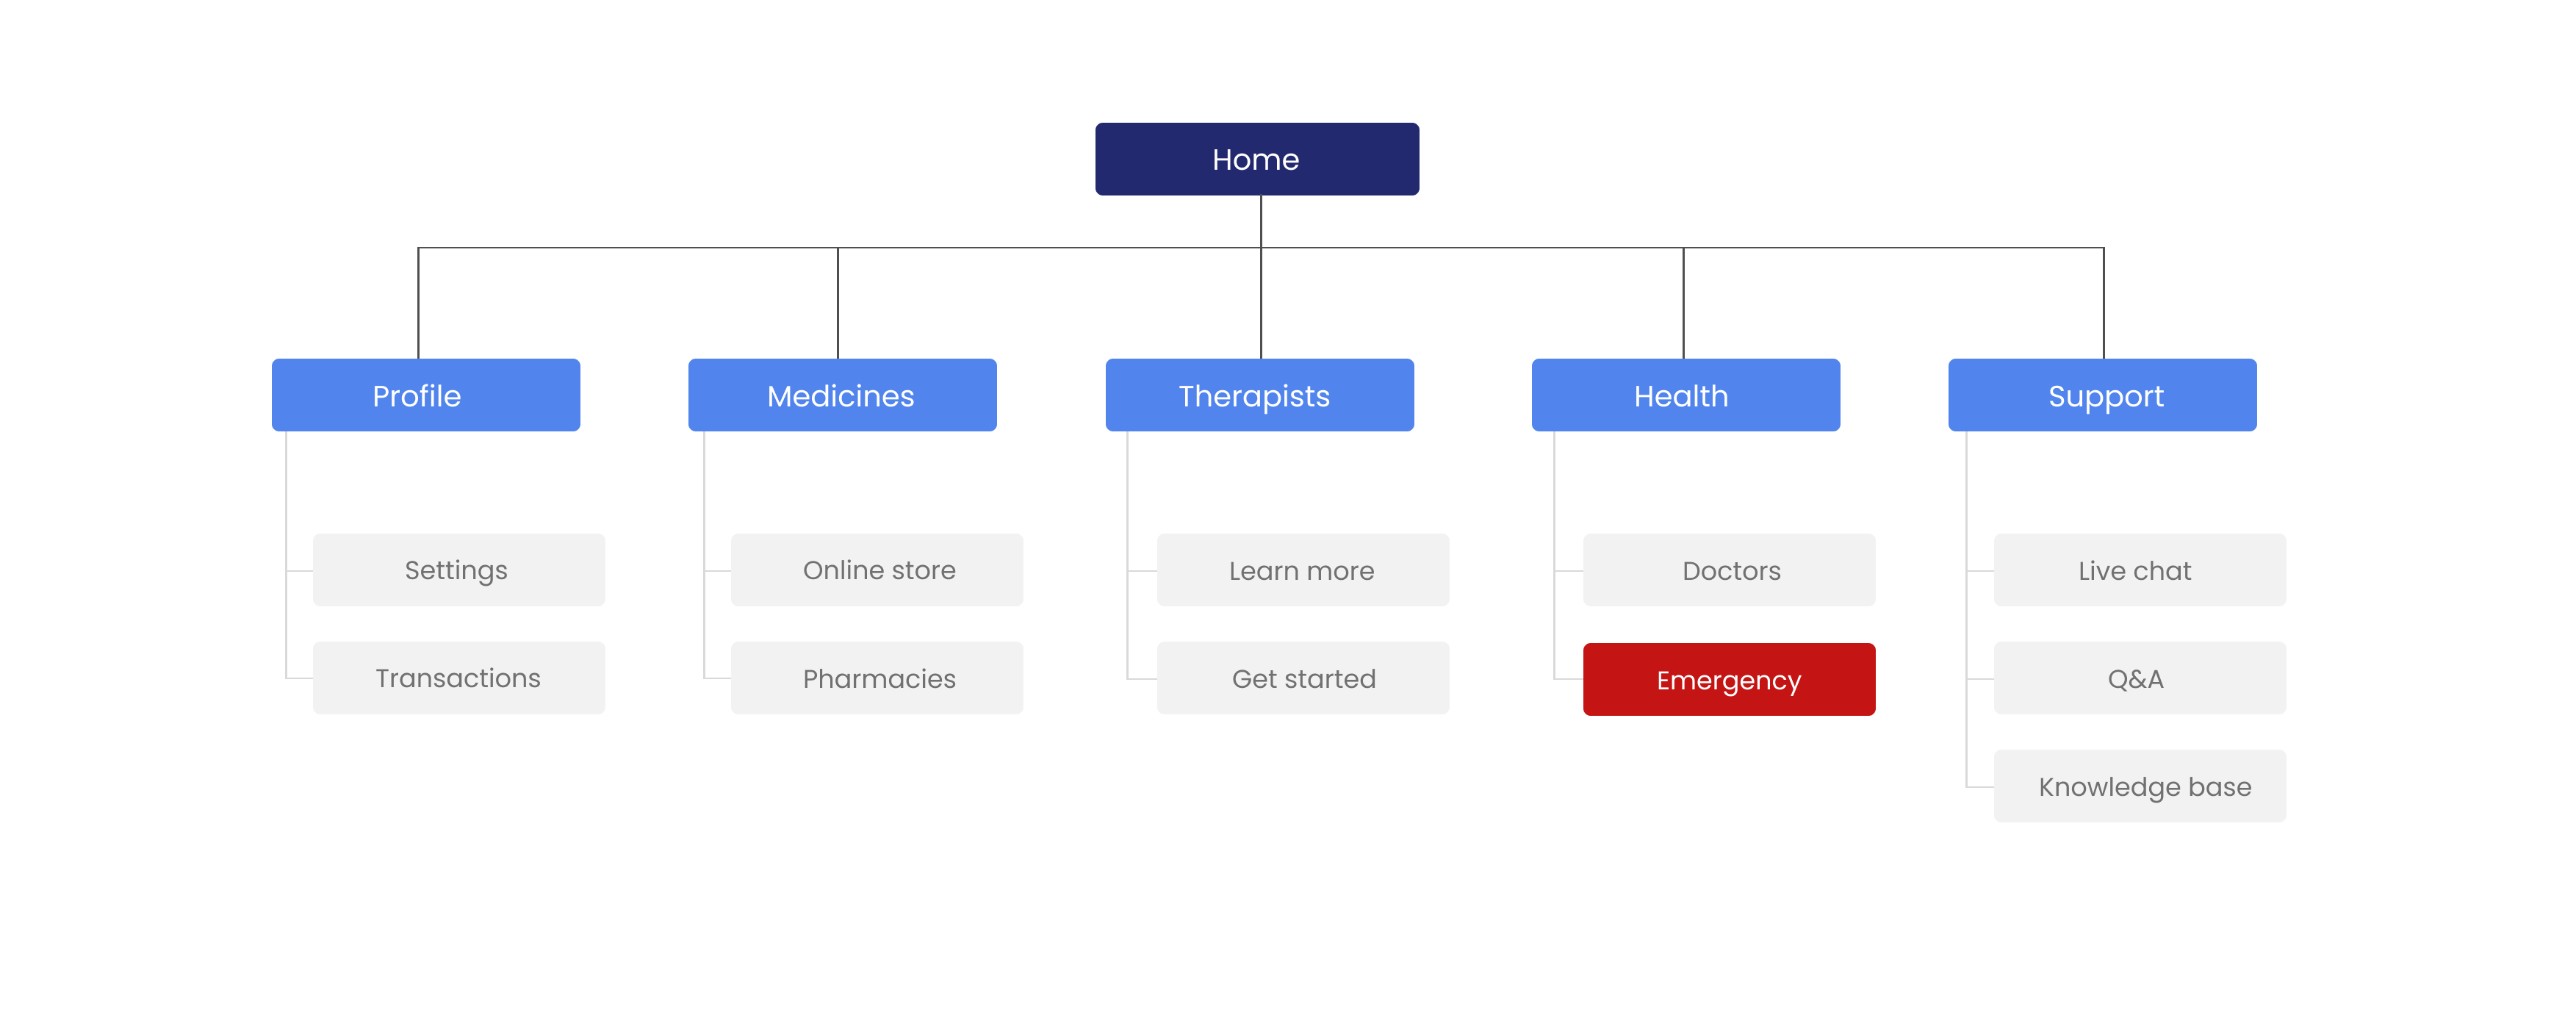 Home
Profile
Medicines
Therapists
Health
Support
Settings
Online store
Learn more
Doctors
Live chat
Transactions
Pharmacies
Get started
Emergency
Q&A
Knowledge base